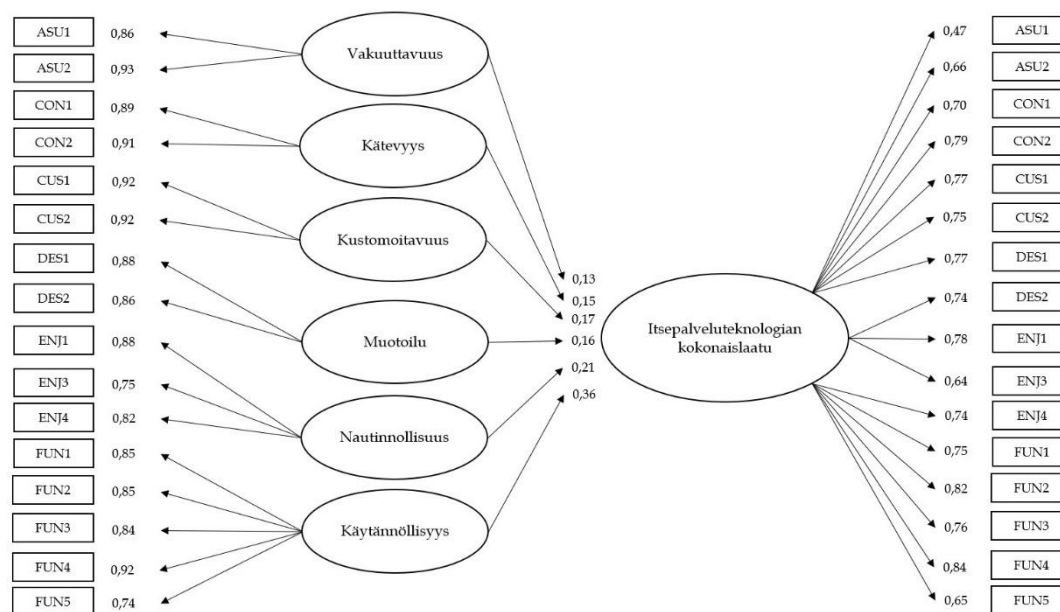 ASU1 0,86
ASU2 0,93
CON1 0,89
CON2 0,91
CUS1 0,92
CUS2 0,92
DES1 0,88
DES2 0,86
ENJ1 0,88
ENJ3 0,75
ENJ4 0,82
FUN1 0,85
FUN2 0,85
FUN3 0,84
FUN4 0,92
FUN5 0,74
Vakuuttavuus
Kätevyys
Kustomoitavuus
Muotoilu
Nautinnollisuus
Käytännöllisyys
0,13
0,15
0,17
0,16
0,21
0,36
Itsepalveluteknologian
kokonaislaatu
0,47 ASU1
0,66 ASU2
0,70 CON1
0,79 CON2
0,77 CUS1
0,75 CUS2
0,77 DES1
0,74 DES2
0,78 ENJ1
0,64 ENJ3
0,74 ENJ4
0,75 FUN1
0,82 FUN2
0,76 FUN3
0,84 FUN4
0,65 FUN5